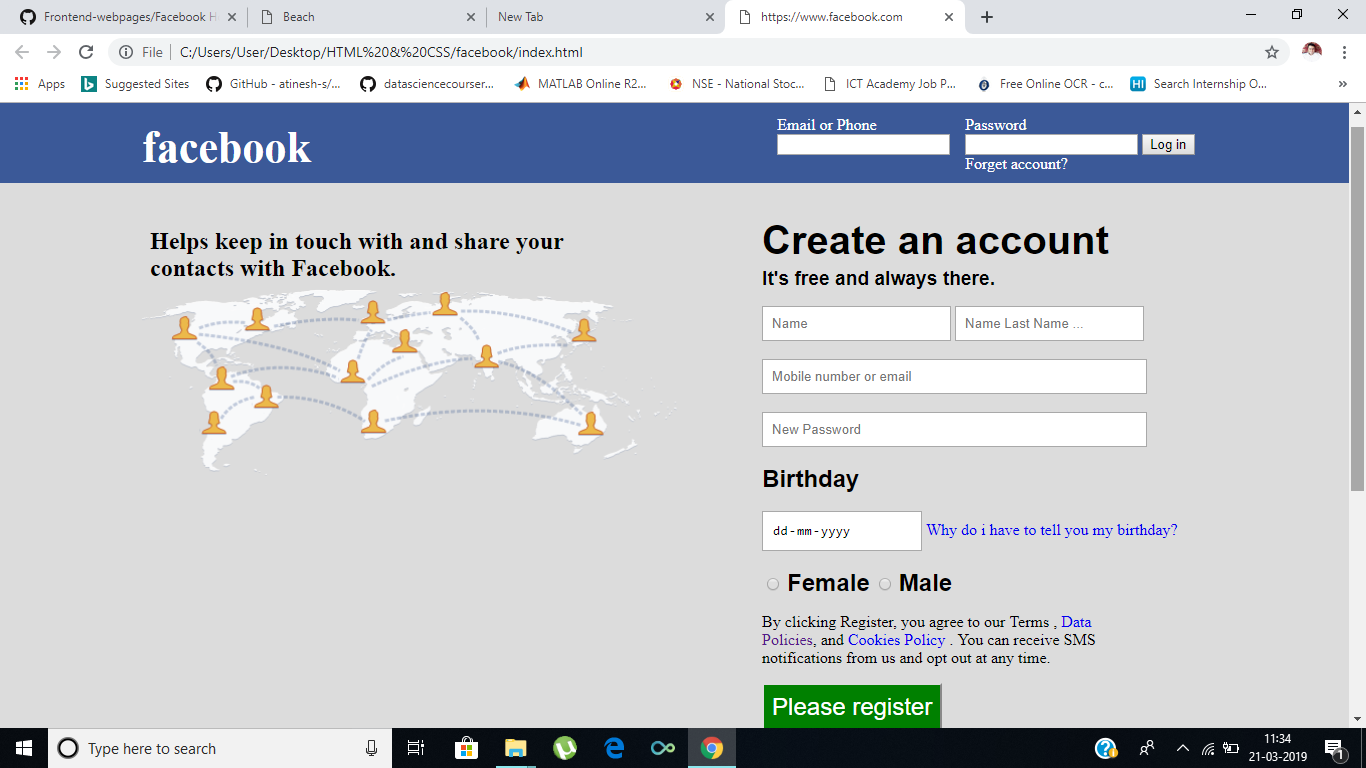 Frontend-webpages/Facebook H
Beach
New Tab
https://www.facebook.com
File
C:/Users/User/Desktop/HTML%20&%20CSS/facebook/index.html
Apps
Suggested Sites
GitHub - atinesh-s/...
datasciencecourser...
MATLAB Online R2...
NSE - National Stoc...
ICT Academy Job P...
Free Online OCR - c...
HI Search Internship O...
facebook
Email or Phone
Password
Log in
Forget account?
Helps keep in touch with and share your
contacts with Facebook.
Create an account
It's free and always there.
Name
Name Last Name ...
Mobile number or email
New Password
Birthday
dd-mm-yyyy
Why do i have to tell you my birthday?
Female
Male
By clicking Register, you agree to our Terms , Data
Policies, and Cookies Policy . You can receive SMS
notifications from us and opt out at any time.
Please register
Type here to search
11:34
21-03-2019
1